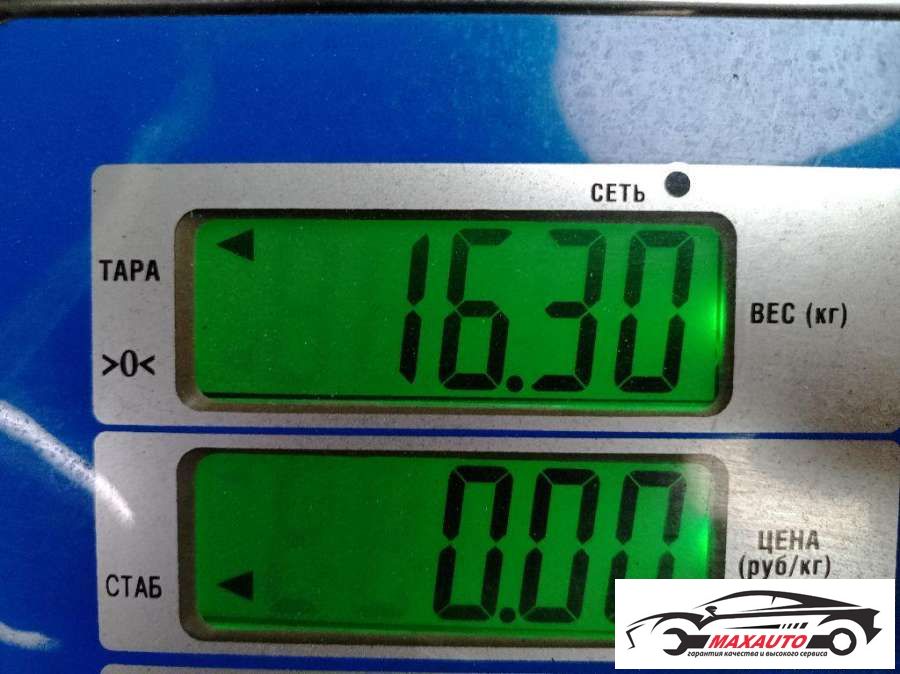 СЕТЬ
ТАРА
16.30
ВЕС (кг)
>0<
0.00
ЦЕНА
(руб/кг)
СТАБ
MAXAUTO
гарантия качества и высокого сервиса